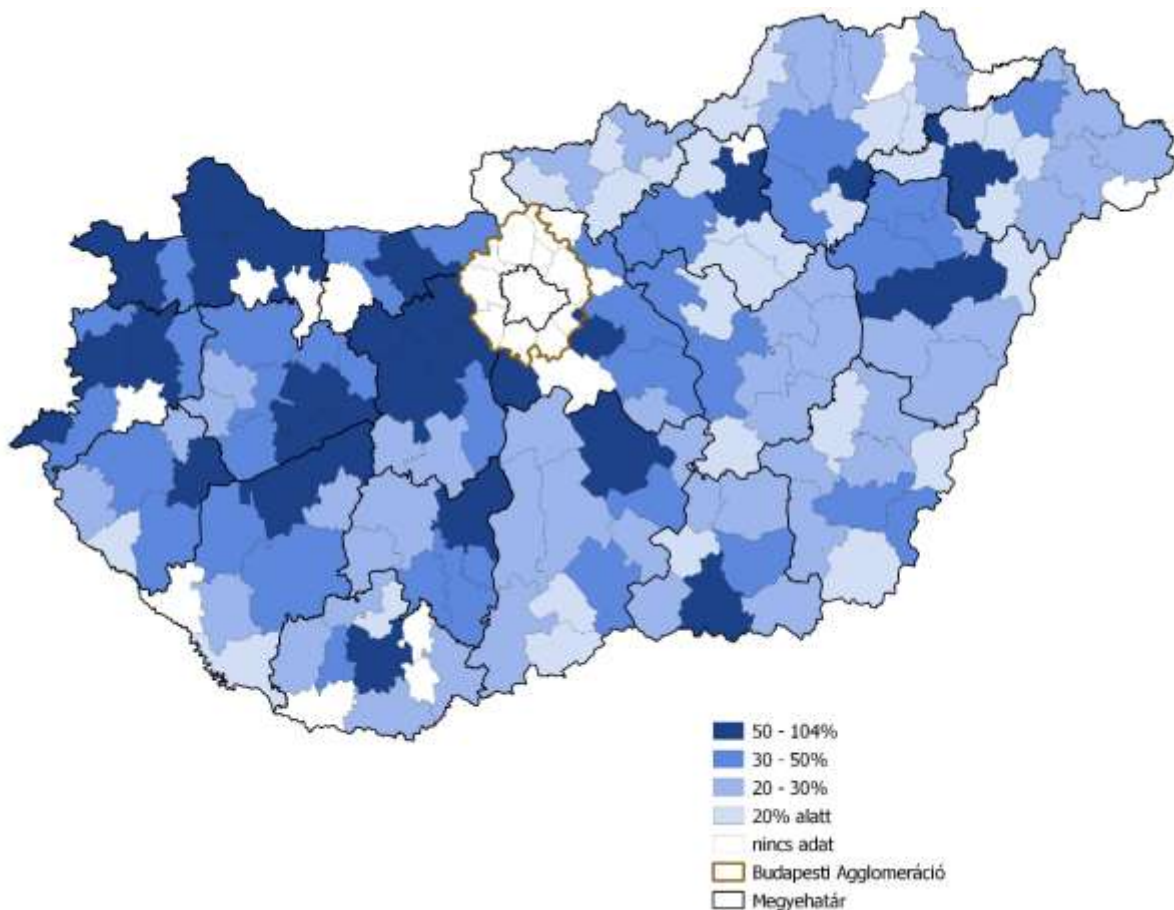 50 - 104%
30 - 50%
20 - 30%
20% alatt
nincs adat
Budapesti Agglomeráció
Megyehatár